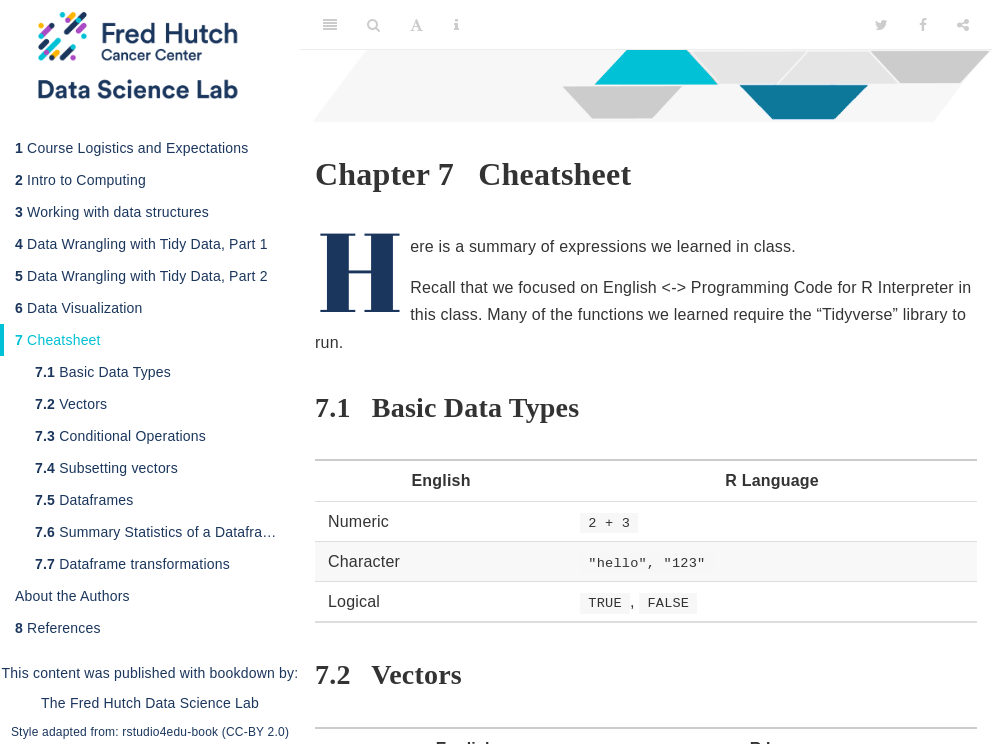 Fred Hutch
Cancer Center
Data Science Lab
1 Course Logistics and Expectations
2 Intro to Computing
3 Working with data structures
4 Data Wrangling with Tidy Data, Part 1
5 Data Wrangling with Tidy Data, Part 2
6 Data Visualization
7 Cheatsheet
7.1 Basic Data Types
7.2 Vectors
7.3 Conditional Operations
7.4 Subsetting vectors
7.5 Dataframes
7.6 Summary Statistics of a Datafra…
7.7 Dataframe transformations
About the Authors
8 References
This content was published with bookdown by:
The Fred Hutch Data Science Lab
Style adapted from: rstudio4edu-book (CC-BY 2.0)
Chapter 7 Cheatsheet
Here is a summary of expressions we learned in class.
Recall that we focused on English <-> Programming Code for R Interpreter in
this class. Many of the functions we learned require the “Tidyverse” library to
run.
7.1 Basic Data Types
English R Language
Numeric 2 + 3
Character "hello", "123"
Logical TRUE , FALSE
7.2 Vectors